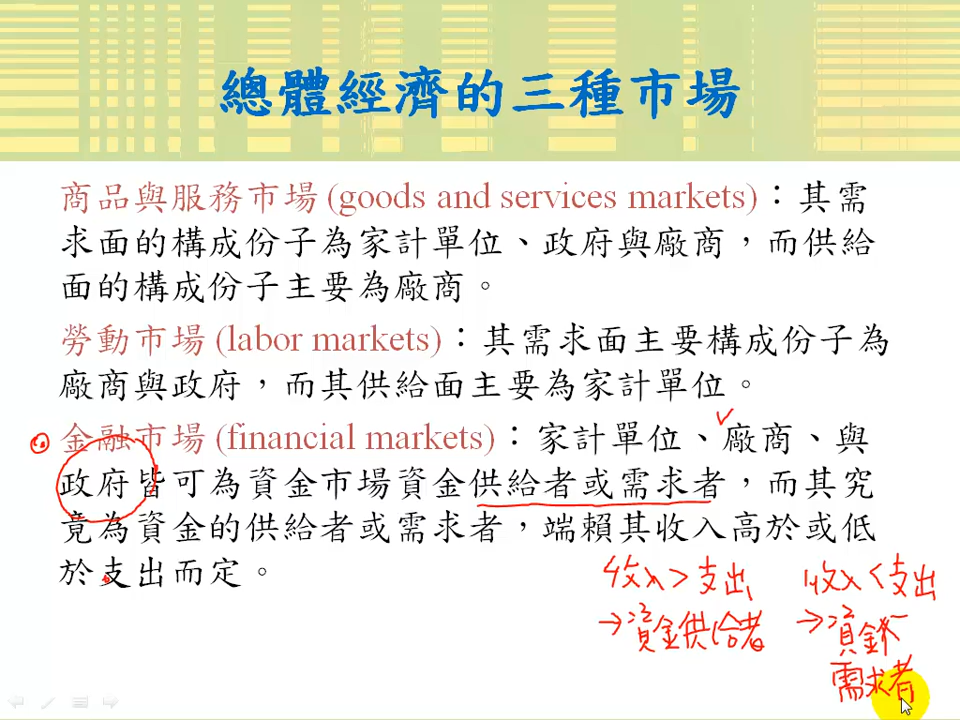 總體經濟的三種市場
商品與服務市場 (goods and services markets)：其需
求面的構成份子為家計單位、政府與廠商，而供給
面的構成份子主要為廠商。
勞動市場 (labor markets)：其需求面主要構成份子為
廠商與政府，而其供給面主要為家計單位。
金融市場 (financial markets)：家計單位、廠商、與
政府皆可為資金市場資金供給者或需求者，而其究
竟為資金的供給者或需求者，端賴其收入高於或低
於支出而定。
收入>支出
→資金供給者
收入<支出
→資金
需求者